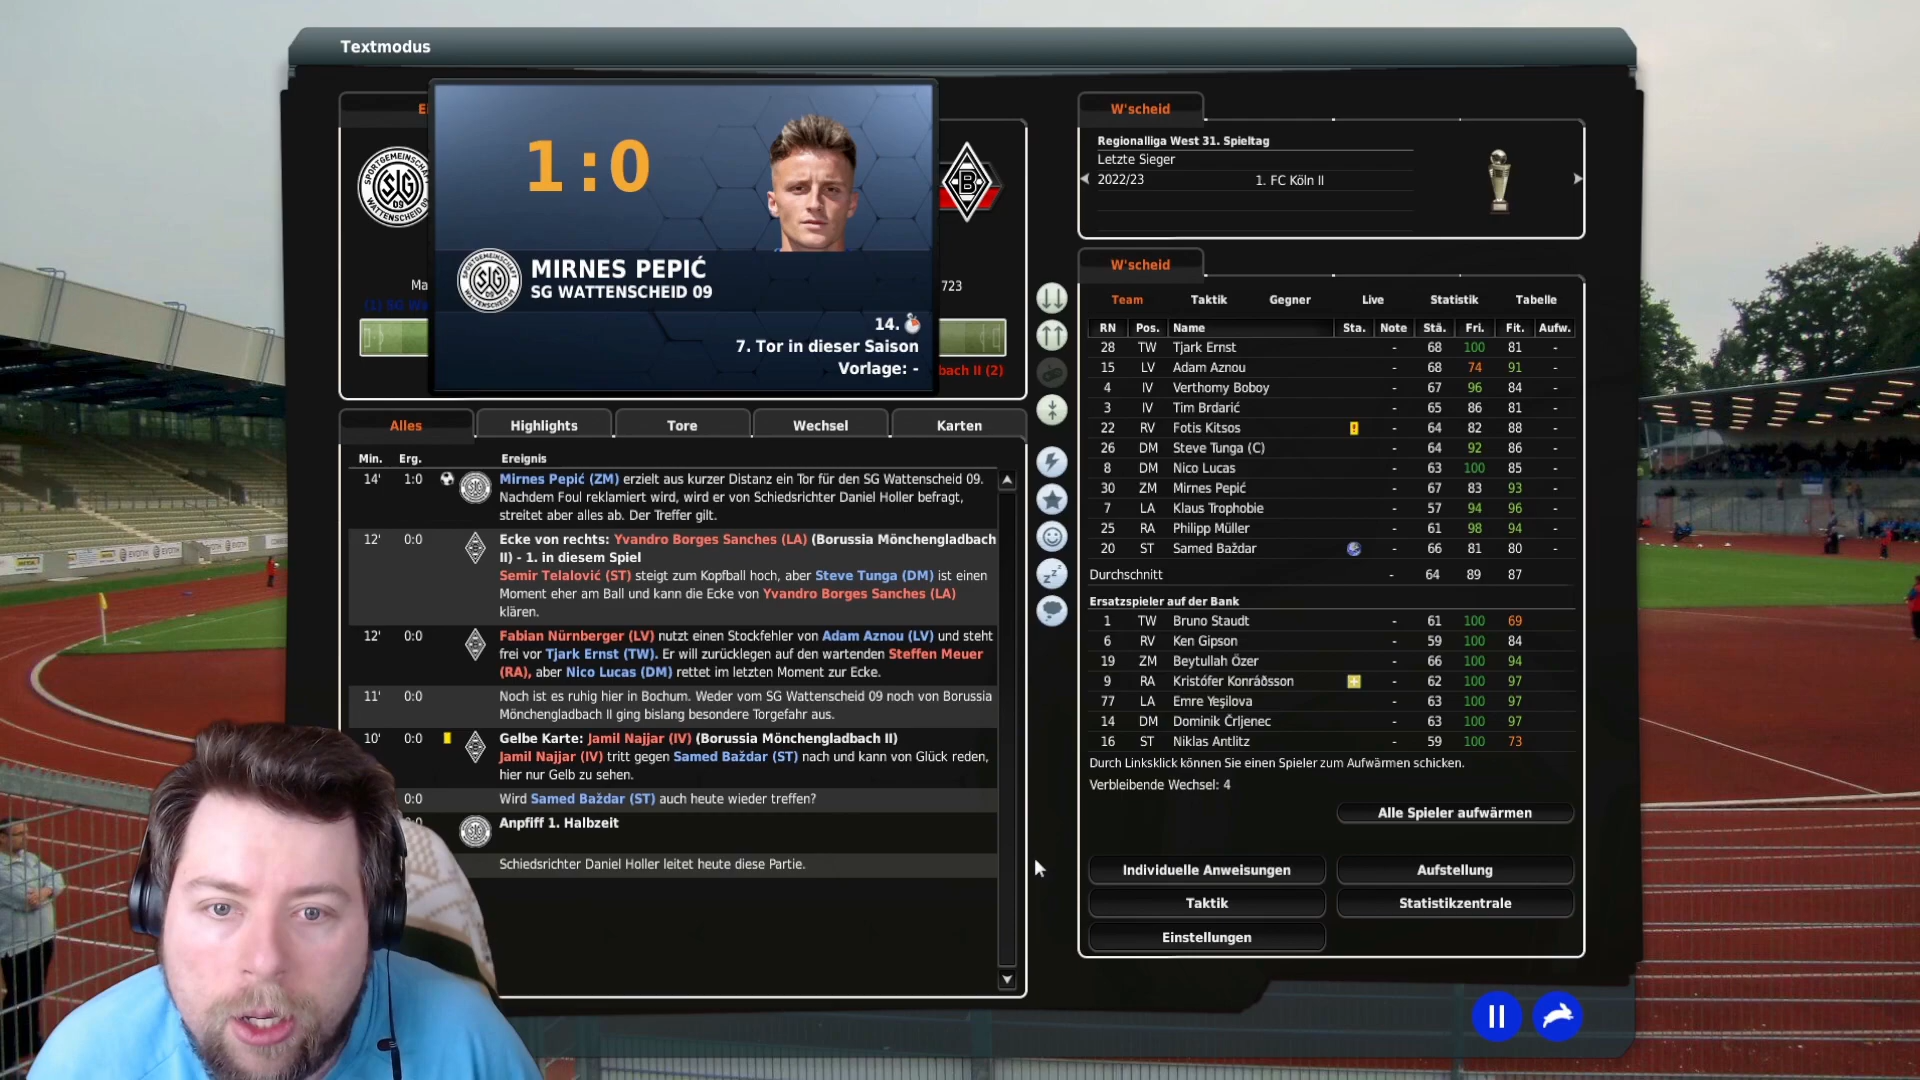 Textmodus
1:0
MIRNES PEPIĆ
SG WATTENSCHEID 09
14.
7. Tor in dieser Saison
Vorlage: -
Ma
723
(1) SG Wa
bach II (2)
Alles Highlights Tore Wechsel Karten
Min. Erg. Ereignis
14' 1:0 Mirnes Pepić (ZM) erzielt aus kurzer Distanz ein Tor für den SG Wattenscheid 09.
Nachdem Foul reklamiert wird, wird er von Schiedsrichter Daniel Holler befragt,
streitet aber alles ab. Der Treffer gilt.
12' 0:0 Ecke von rechts: Yvandro Borges Sanches (LA) (Borussia Mönchengladbach
II) - 1. in diesem Spiel
Semir Telalović (ST) steigt zum Kopfball hoch, aber Steve Tunga (DM) ist einen
Moment eher am Ball und kann die Ecke von Yvandro Borges Sanches (LA)
klären.
12' 0:0 Fabian Nürnberger (LV) nutzt einen Stockfehler von Adam Aznou (LV) und steht
frei vor Tjark Ernst (TW). Er will zurücklegen auf den wartenden Steffen Meuer
(RA), aber Nico Lucas (DM) rettet im letzten Moment zur Ecke.
11' 0:0 Noch ist es ruhig hier in Bochum. Weder vom SG Wattenscheid 09 noch von Borussia
Mönchengladbach II ging bislang besondere Torgefahr aus.
10' 0:0 Gelbe Karte: Jamil Najjar (IV) (Borussia Mönchengladbach II)
Jamil Najjar (IV) tritt gegen Samed Baždar (ST) nach und kann von Glück reden,
hier nur Gelb zu sehen.
0:0 Wird Samed Baždar (ST) auch heute wieder treffen?
Anpfiff 1. Halbzeit
Schiedsrichter Daniel Holler leitet heute diese Partie.
W'scheid
Regionalliga West 31. Spieltag
Letzte Sieger
2022/23 1. FC Köln II
W'scheid
Team Taktik Gegner Live Statistik Tabelle
RN Pos. Name Sta. Note Stä. Fri. Fit. Aufw.
28 TW Tjark Ernst - 68 100 81 -
15 LV Adam Aznou - 68 74 91 -
4 IV Verthomy Boboy - 67 96 84 -
3 IV Tim Brdarić - 65 86 81 -
22 RV Fotis Kitsos - 64 82 88 -
26 DM Steve Tunga (C) - 64 92 86 -
8 DM Nico Lucas - 63 100 85 -
30 ZM Mirnes Pepić - 67 83 93 -
7 LA Klaus Trophobie - 57 94 96 -
25 RA Philipp Müller - 61 98 94 -
20 ST Samed Baždar - 66 81 80 -
Durchschnitt - 64 89 87
Ersatzspieler auf der Bank
1 TW Bruno Staudt - 61 100 69
6 RV Ken Gipson - 59 100 84
19 ZM Beytullah Özer - 66 100 94
9 RA Kristófer Konráðsson - 62 100 97
77 LA Emre Yeşilova - 63 100 97
14 DM Dominik Črljenec - 63 100 97
16 ST Niklas Antlitz - 59 100 73
Durch Linksklick können Sie einen Spieler zum Aufwärmen schicken.
Verbleibende Wechsel: 4
Alle Spieler aufwärmen
Individuelle Anweisungen Aufstellung
Taktik Statistikzentrale
Einstellungen